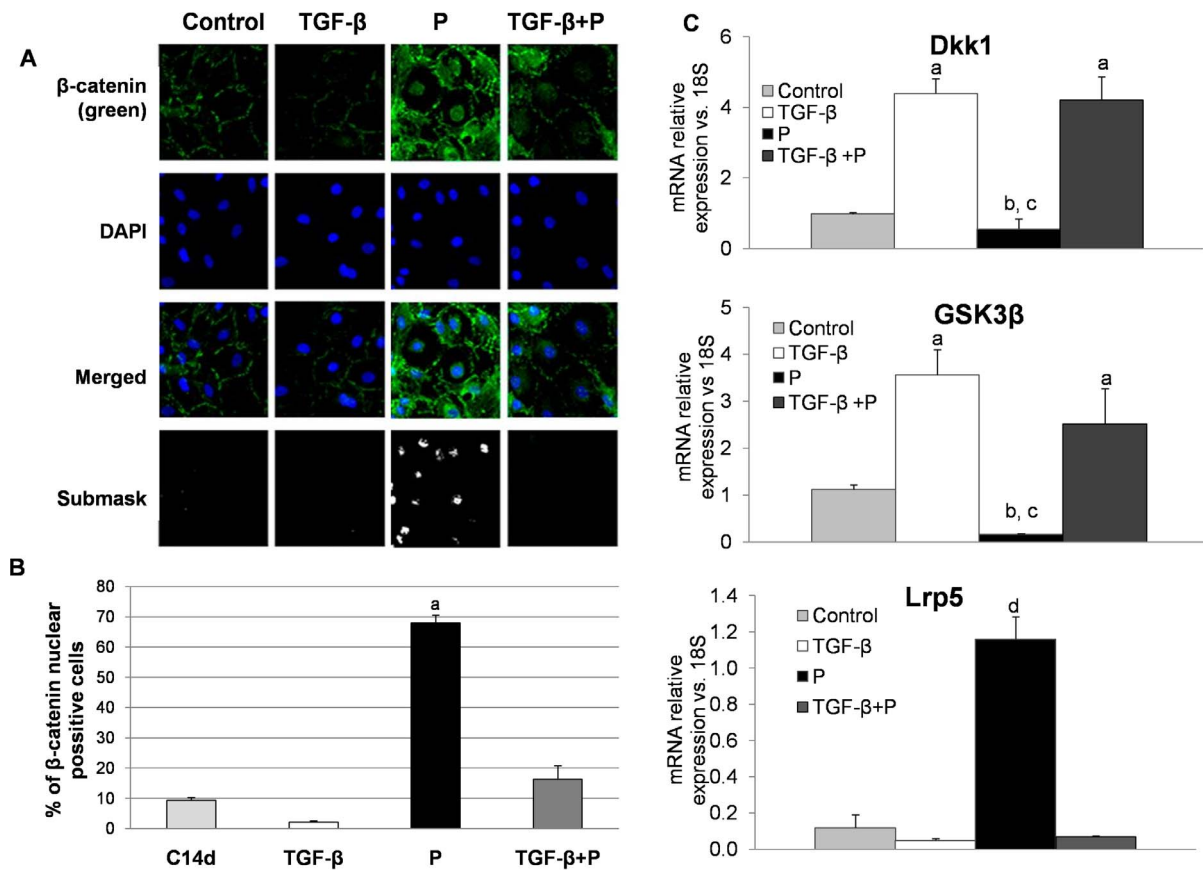 Control TGF-β P TGF-β+P
A
β-catenin
(green)
DAPI
Merged
Submask
B
% of β-catenin nuclear
possitive cells
80
70
60
50
40
30
20
10
0
a
C14d TGF-β P TGF-β+P
C
Dkk1
mRNA relative
expression vs. 18S
6
4
2
0
Control
TGF-β
P
TGF-β +P
a
b, c
a
GSK3β
mRNA relative
expression vs 18S
5
4
3
2
1
0
Control
TGF-β
P
TGF-β +P
a
b, c
a
Lrp5
mRNA relative
expression vs. 18S
1.4
1.2
1.0
0.8
0.6
0.4
0.2
0.0
Control
TGF-β
P
TGF-β+P
d